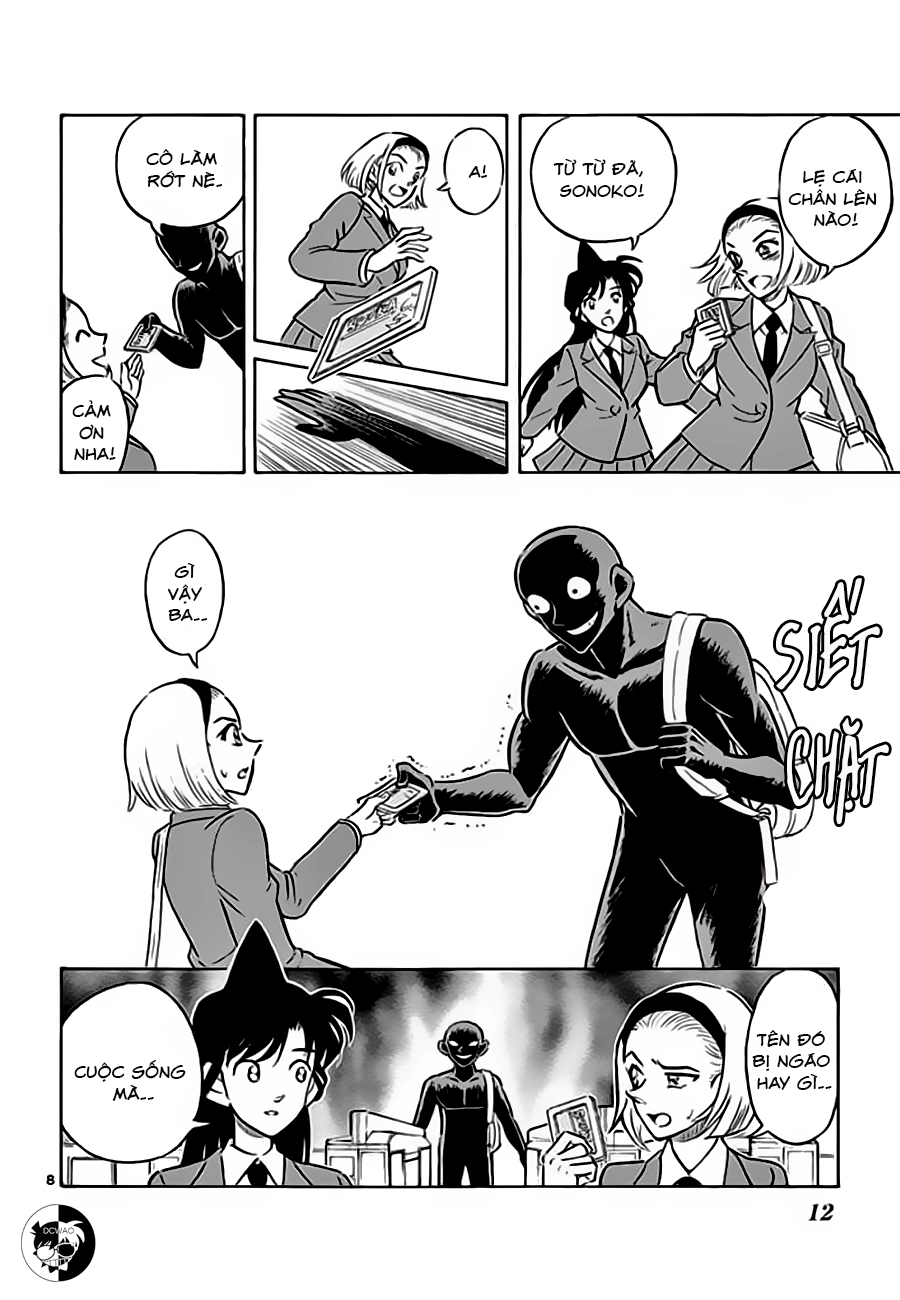 LẸ CÁI
CHÂN LÊN
NÀO!
TỪ TỪ ĐÃ,
SONOKO!
A!
CÔ LÀM
RỚT NÈ..
CẢM
ƠN
NHA!
GÌ
VẬY
BA--
SIẾT
CHẶT
TÊN ĐÓ
BỊ NGÁO
HAY GÌ--
CUỘC SỐNG
MÀ--
8
12
DCWAO